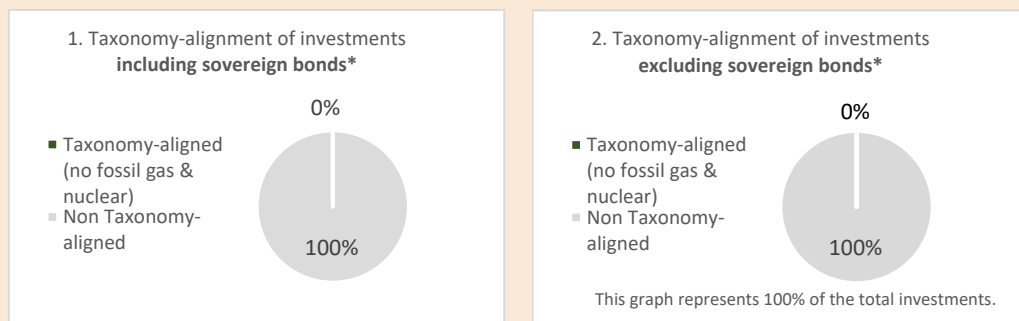 1. Taxonomy-alignment of investments
including sovereign bonds*
0%
Taxonomy-aligned
(no fossil gas &
nuclear)
Non Taxonomy-
aligned
100%
2. Taxonomy-alignment of investments
excluding sovereign bonds*
0%
Taxonomy-aligned
(no fossil gas &
nuclear)
Non Taxonomy-
aligned
100%
This graph represents 100% of the total investments.